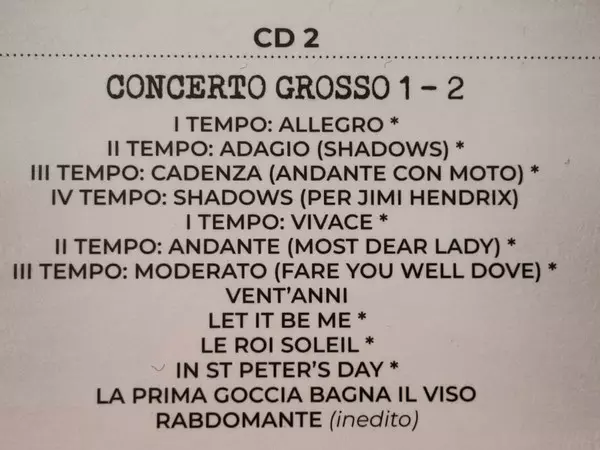 CD 2
CONCERTO GROSSO 1 - 2
I TEMPO: ALLEGRO *
II TEMPO: ADAGIO (SHADOWS) *
III TEMPO: CADENZA (ANDANTE CON MOTO) *
IV TEMPO: SHADOWS (PER JIMI HENDRIX)
I TEMPO: VIVACE *
II TEMPO: ANDANTE (MOST DEAR LADY) *
III TEMPO: MODERATO (FARE YOU WELL DOVE) *
VENT'ANNI
LET IT BE ME *
LE ROI SOLEIL *
IN ST PETER'S DAY *
LA PRIMA GOCCIA BAGNA IL VISO
RABDOMANTE (inedito)